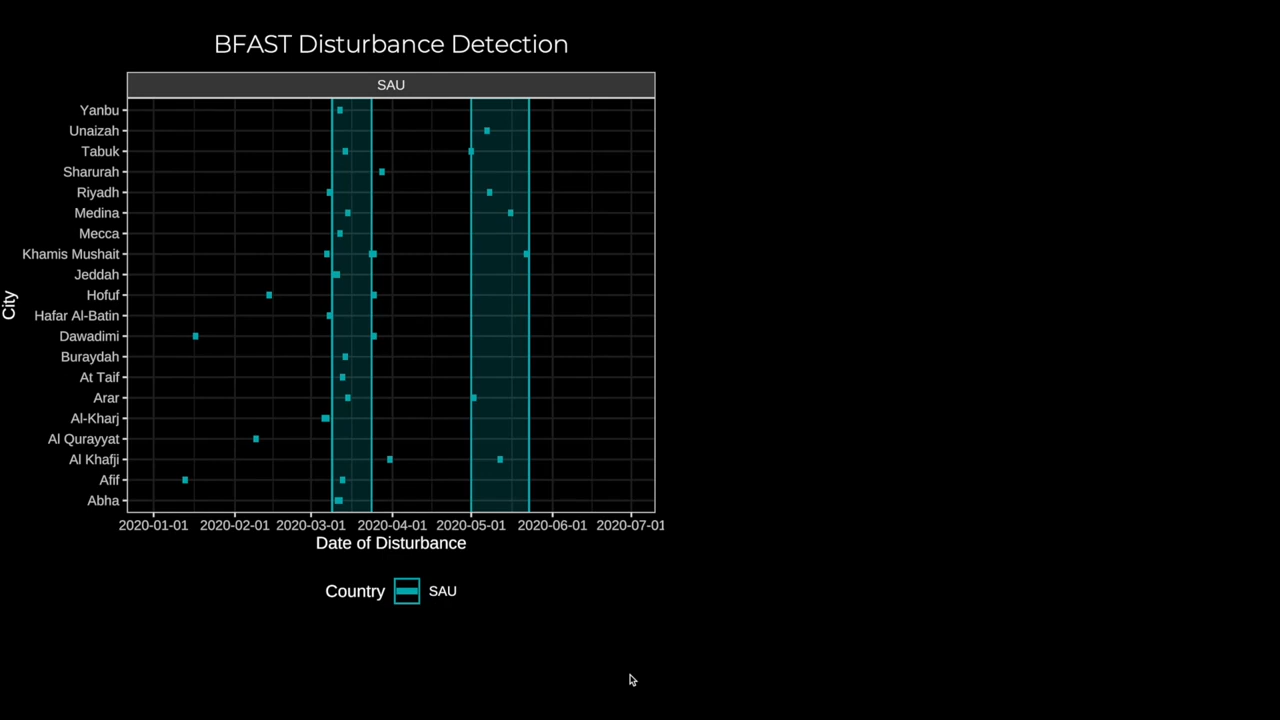 BFAST Disturbance Detection
SAU
Yanbu
Unaizah
Tabuk
Sharurah
Riyadh
Medina
Mecca
Khamis Mushait
Jeddah
Hofuf
Hafar Al-Batin
Dawadimi
Buraydah
At Taif
Arar
Al-Kharj
Al Qurayyat
Al Khafji
Afif
Abha
City
2020-01-01 2020-02-01 2020-03-01 2020-04-01 2020-05-01 2020-06-01 2020-07-01
Date of Disturbance
Country SAU